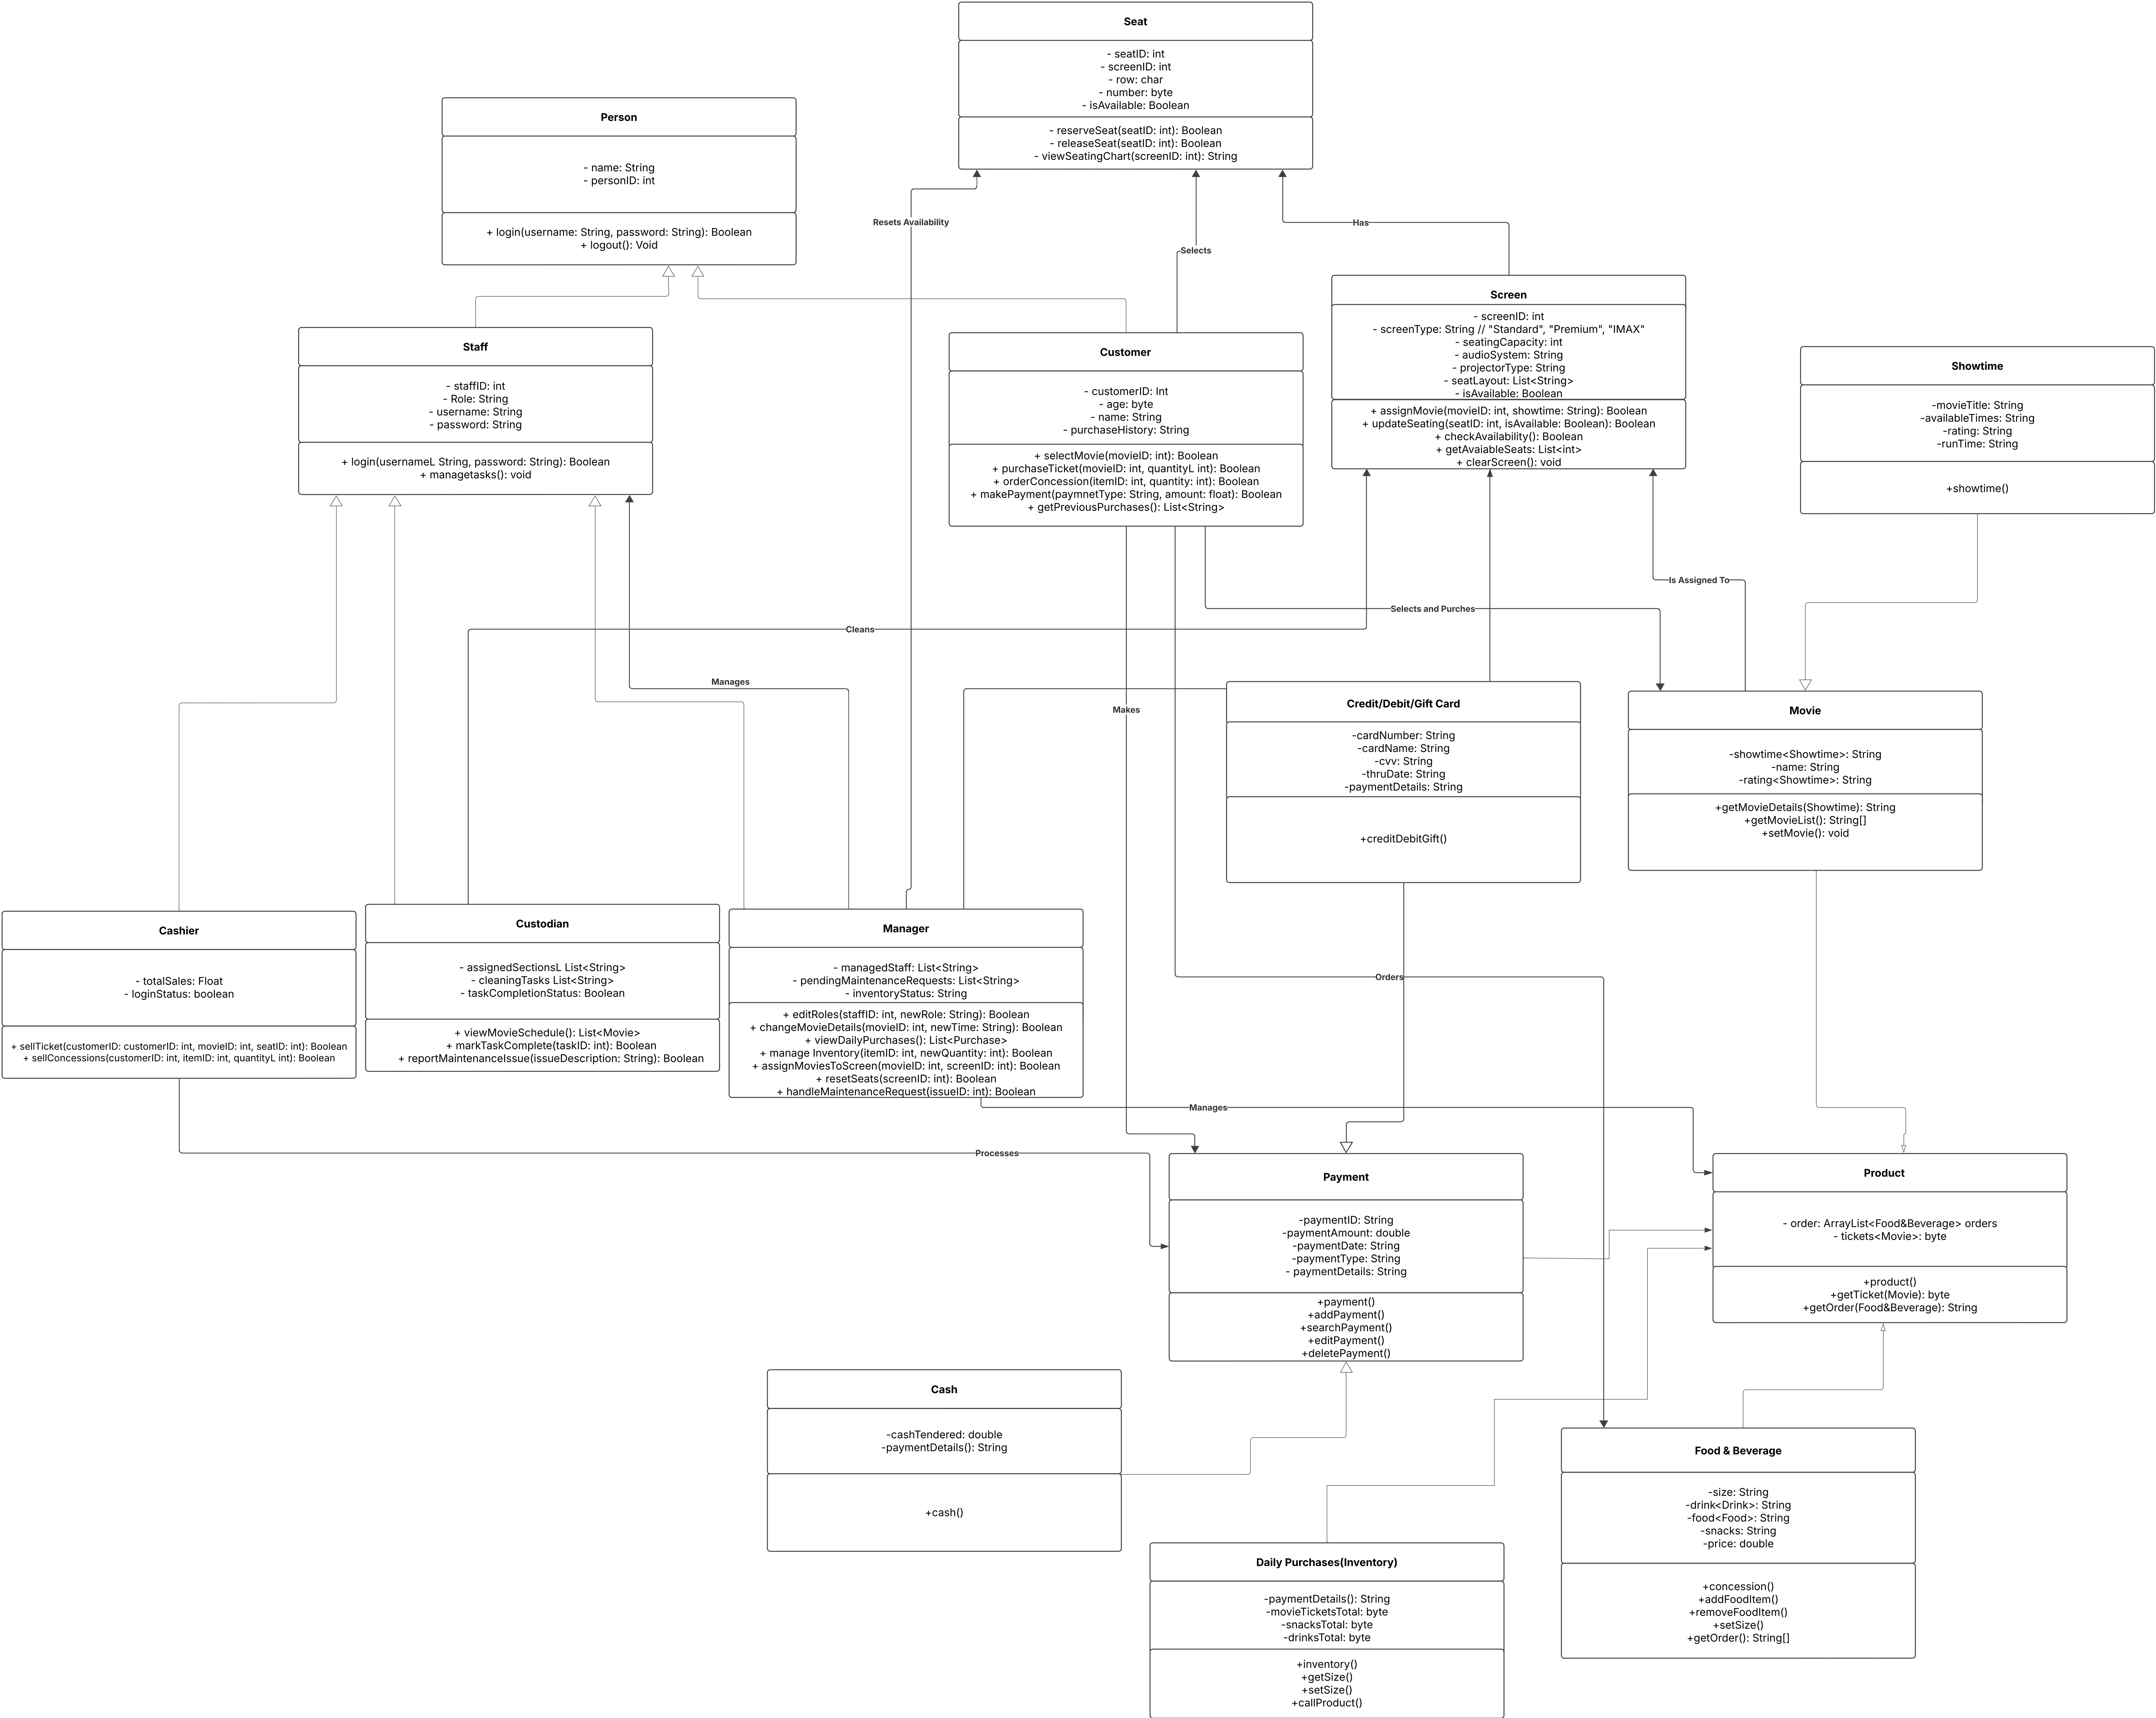 Seat
- seatID: int
- screenID: int
- row: char
- number: byte
- isAvailable: Boolean
- reserveSeat(seatID: int): Boolean
- releaseSeat(seatID: int): Boolean
- viewSeatingChart(screenID: int): String
Person
- name: String
- personID: int
+ login(username: String, password: String): Boolean
+ logout(): Void
Resets Availability
Selects
Has
Screen
- screenID: int
- screenType: String // "Standard", "Premium", "IMAX"
- seatingCapacity: int
- audioSystem: String
- projectorType: String
- seatLayout: List<String>
- isAvailable: Boolean
+ assignMovie(movieID: int, showtime: String): Boolean
+ updateSeating(seatID: int, isAvailable: Boolean): Boolean
+ checkAvailability(): Boolean
+ getAvaiableSeats: List<int>
+ clearScreen(): void
Staff
- staffID: int
- Role: String
- username: String
- password: String
+ login(usernameL String, password: String): Boolean
+ managetasks(): void
Customer
- customerID: Int
- age: byte
- name: String
- purchaseHistory: String
+ selectMovie(movieID: int): Boolean
+ purchaseTicket(movieID: int, quantityL int): Boolean
+ orderConcession(itemID: int, quantity: int): Boolean
+ makePayment(paymnetType: String, amount: float): Boolean
+ getPreviousPurchases(): List<String>
Showtime
-movieTitle: String
-availableTimes: String
-rating: String
-runTime: String
+showtime()
Is Assigned To
Selects and Purches
Cleans
Manages
Makes
Credit/Debit/Gift Card
-cardNumber: String
-cardName: String
-cvv: String
-thruDate: String
-paymentDetails: String
+creditDebitGift()
Movie
-showtime<Showtime>: String
-name: String
-rating<Showtime>: String
+getMovieDetails(Showtime): String
+getMovieList(): String[]
+setMovie(): void
Cashier
- totalSales: Float
- loginStatus: boolean
+ sellTicket(customerID: customerID: int, movieID: int, seatID: int): Boolean
+ sellConcessions(customerID: int, itemID: int, quantityL int): Boolean
Custodian
- assignedSectionsL List<String>
- cleaningTasks List<String>
- taskCompletionStatus: Boolean
+ viewMovieSchedule(): List<Movie>
+ markTaskComplete(taskID: int): Boolean
+ reportMaintenanceIssue(issueDescription: String): Boolean
Manager
- managedStaff: List<String>
- pendingMaintenanceRequests: List<String>
- inventoryStatus: String
+ editRoles(staffID: int, newRole: String): Boolean
+ changeMovieDetails(movieID: int, newTime: String): Boolean
+ viewDailyPurchases(): List<Purchase>
+ manage Inventory(itemID: int, newQuantity: int): Boolean
+ assignMoviesToScreen(movieID: int, screenID: int): Boolean
+ resetSeats(screenID: int): Boolean
+ handleMaintenanceRequest(issueID: int): Boolean
Orders
Manages
Processes
Payment
-paymentID: String
-paymentAmount: double
-paymentDate: String
-paymentType: String
- paymentDetails: String
+payment()
+addPayment()
+searchPayment()
+editPayment()
+deletePayment()
Product
- order: ArrayList<Food&Beverage> orders
- tickets<Movie>: byte
+product()
+getTicket(Movie): byte
+getOrder(Food&Beverage): String
Cash
-cashTendered: double
-paymentDetails(): String
+cash()
Food & Beverage
-size: String
-drink<Drink>: String
-food<Food>: String
-snacks: String
-price: double
+concession()
+addFoodItem()
+removeFoodItem()
+setSize()
+getOrder(): String[]
Daily Purchases(Inventory)
-paymentDetails(): String
-movieTicketsTotal: byte
-snacksTotal: byte
-drinksTotal: byte
+inventory()
+getSize()
+setSize()
+callProduct()